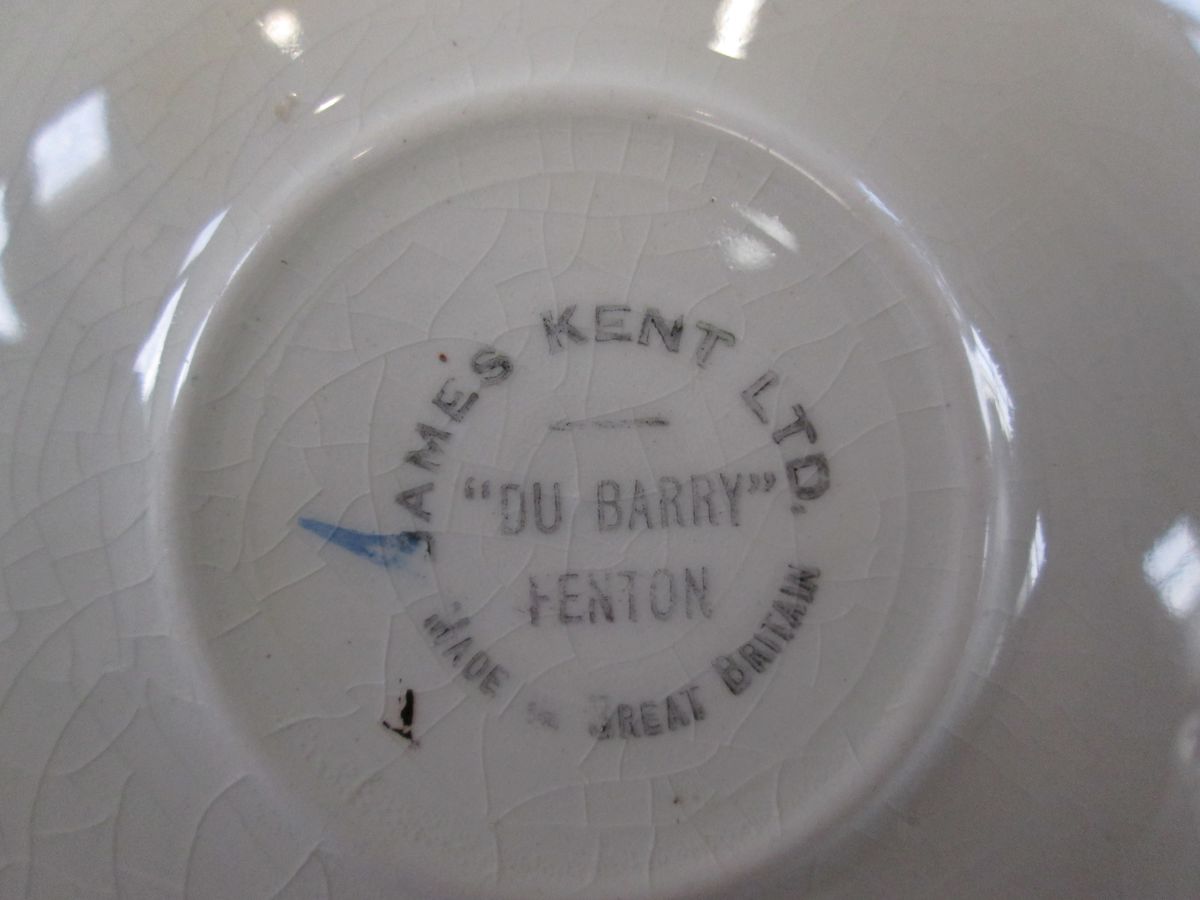 JAMES KENT LTD.
"DU BARRY"
FENTON
MADE IN GREAT BRITAIN